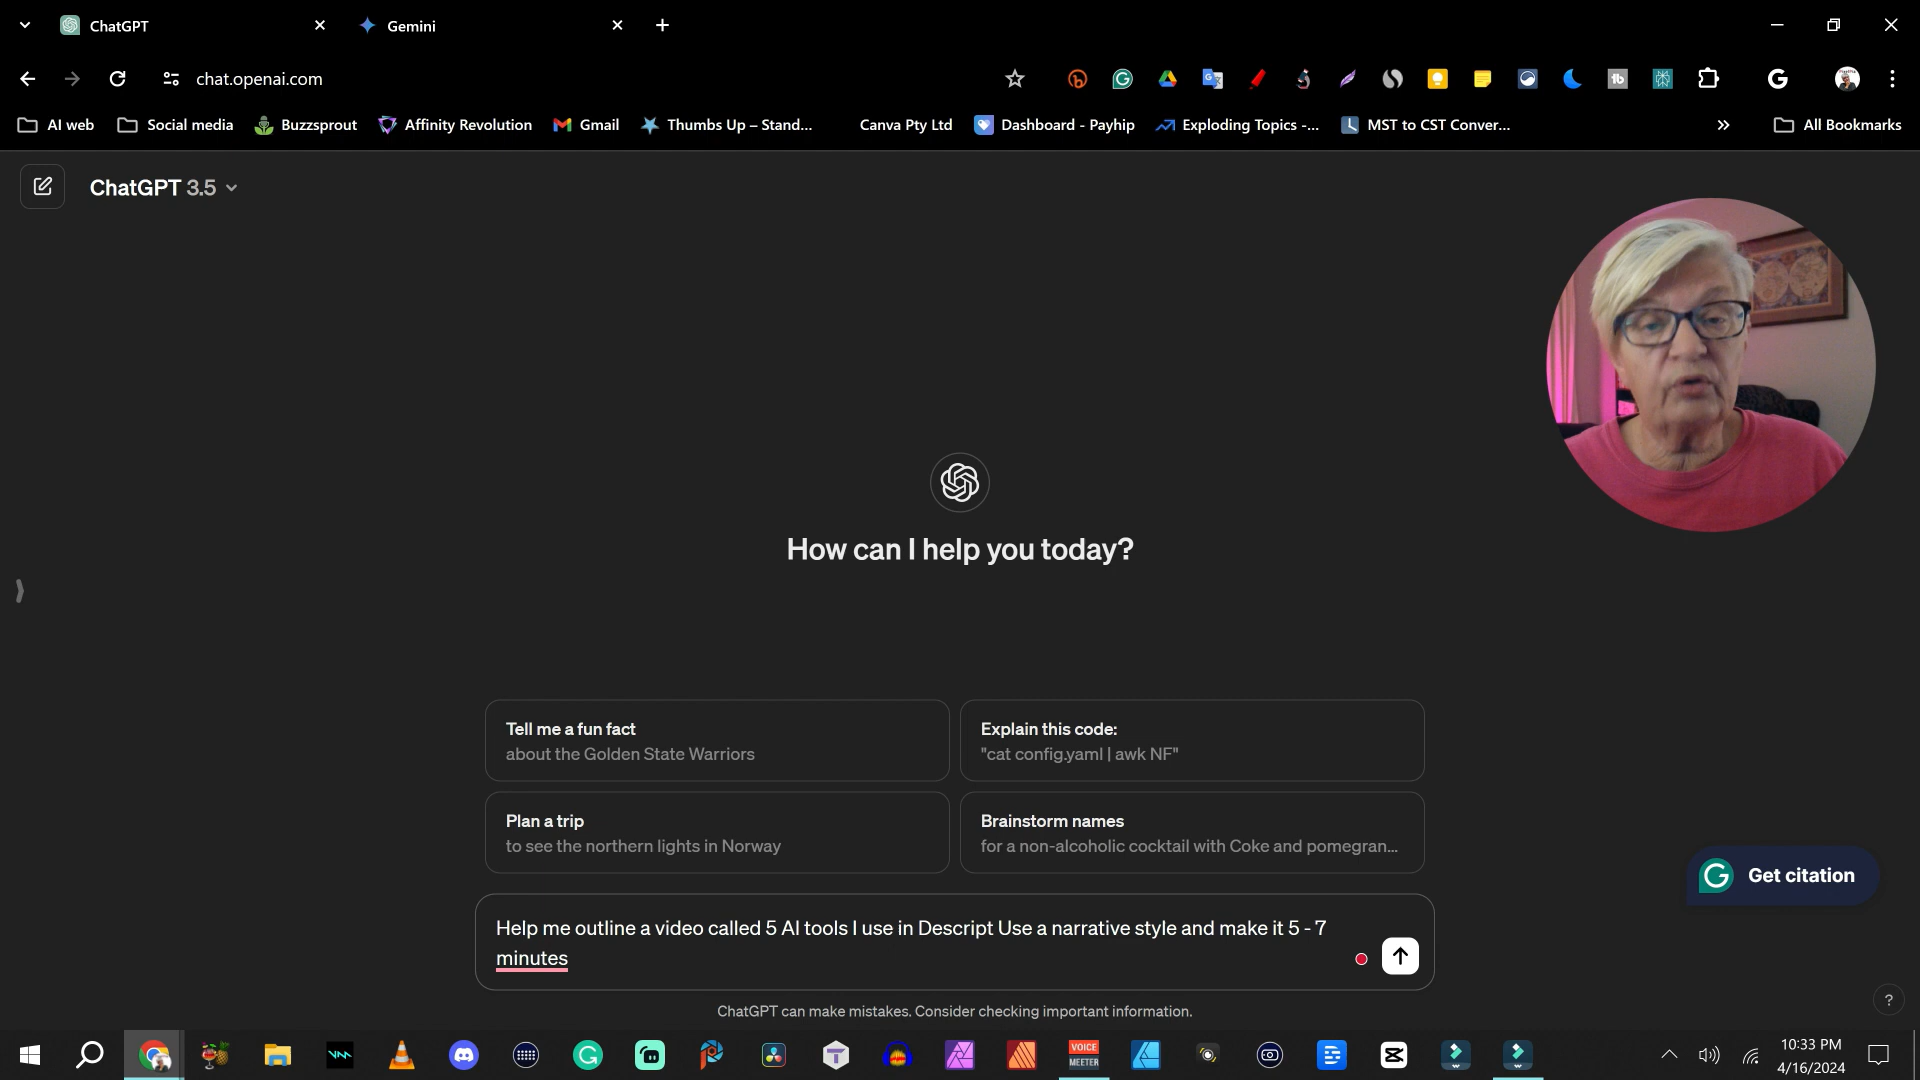 ChatGPT
Gemini
chat.openai.com
AI web
Social media
Buzzsprout
Affinity Revolution
Gmail
Thumbs Up – Stand...
Canva Pty Ltd
Dashboard - Payhip
Exploding Topics -...
MST to CST Conver...
All Bookmarks
ChatGPT 3.5
How can I help you today?
Tell me a fun fact
about the Golden State Warriors
Explain this code:
"cat config.yaml | awk NF"
Plan a trip
to see the northern lights in Norway
Brainstorm names
for a non-alcoholic cocktail with Coke and pomegran...
Get citation
Help me outline a video called 5 AI tools I use in Descript Use a narrative style and make it 5 - 7
minutes
ChatGPT can make mistakes. Consider checking important information.
?
VOICE
MEETER
10:33 PM
4/16/2024